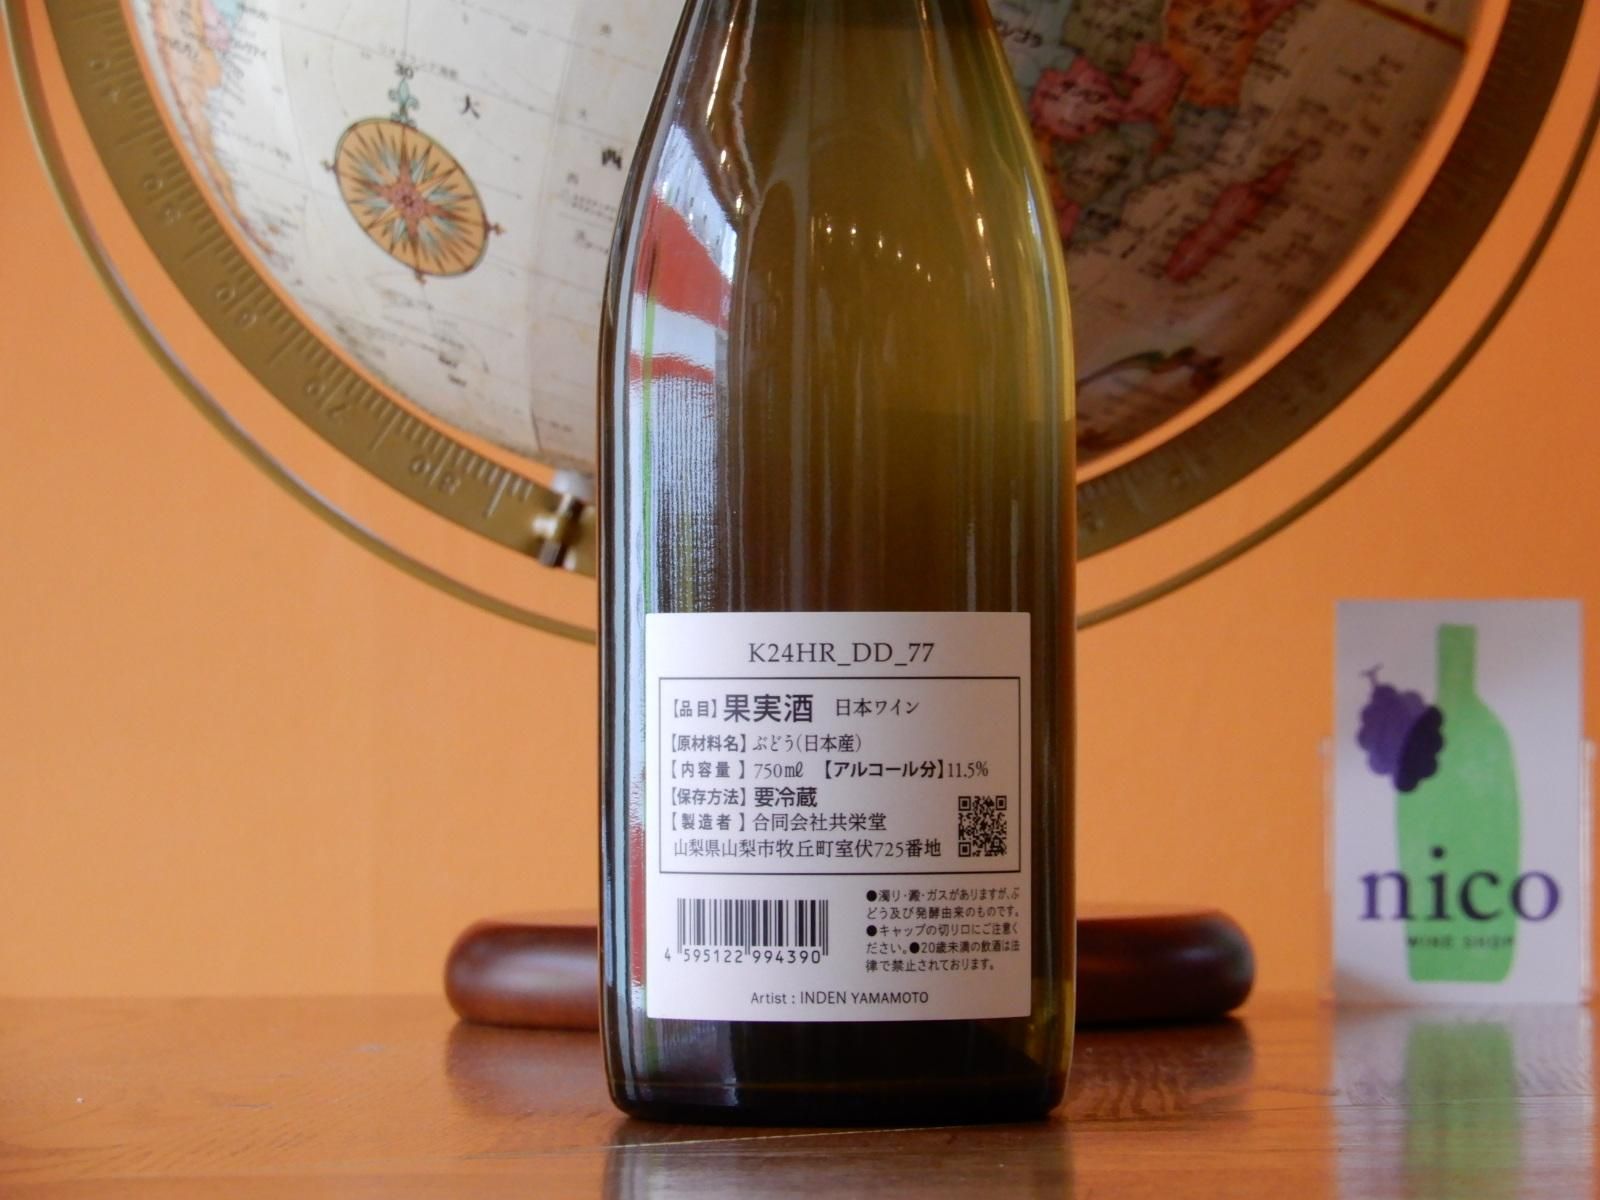 大
西
30
K24HR_DD_77
【品目】果実酒 日本ワイン
【原材料名】ぶどう(日本産)
【内容量】750㎖ 【アルコール分】11.5%
【保存方法】要冷蔵
【製造者】合同会社共栄堂
山梨県山梨市牧丘町室伏725番地
4 595122 994390
●濁り・澱・ガスがありますが、ぶ
どう及び発酵由来のものです。
●キャップの切り口にご注意く
ださい。●20歳未満の飲酒は法
律で禁止されております。
Artist : INDEN YAMAMOTO
nico
WINE SHOP